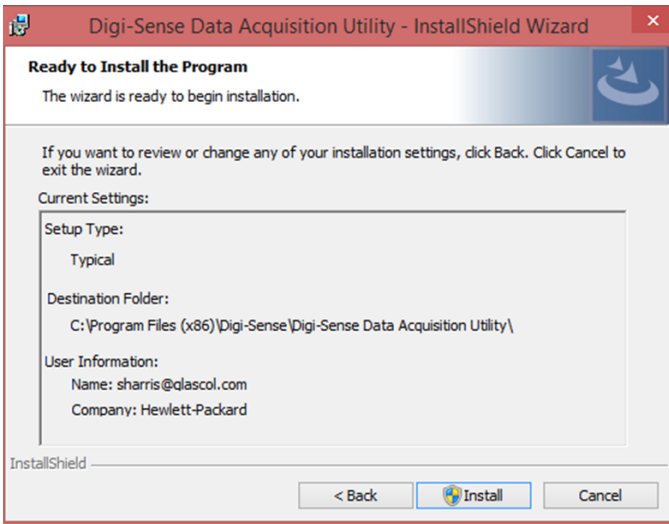 Digi-Sense Data Acquisition Utility - InstallShield Wizard
Ready to Install the Program
The wizard is ready to begin installation.
If you want to review or change any of your installation settings, click Back. Click Cancel to
exit the wizard.
Current Settings:
Setup Type:
Typical
Destination Folder:
C:\Program Files (x86)\Digi-Sense\Digi-Sense Data Acquisition Utility\
User Information:
Name: sharris@glascol.com
Company: Hewlett-Packard
InstallShield
< Back
Install
Cancel